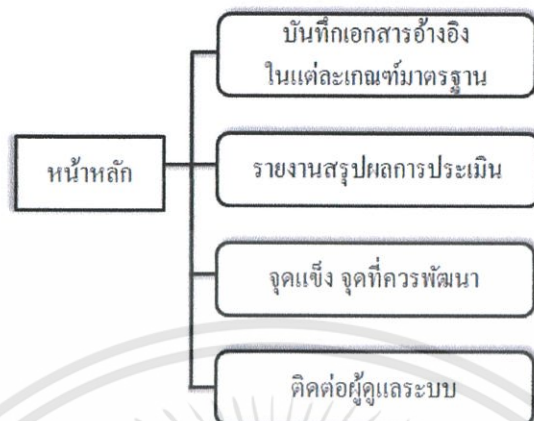 บันทึกเอกสารอ้างอิง
ในแต่ละเกณฑ์มาตรฐาน
หน้าหลัก
รายงานสรุปผลการประเมิน
จุดแข็ง จุดที่ควรพัฒนา
ติดต่อผู้ดูแลระบบ